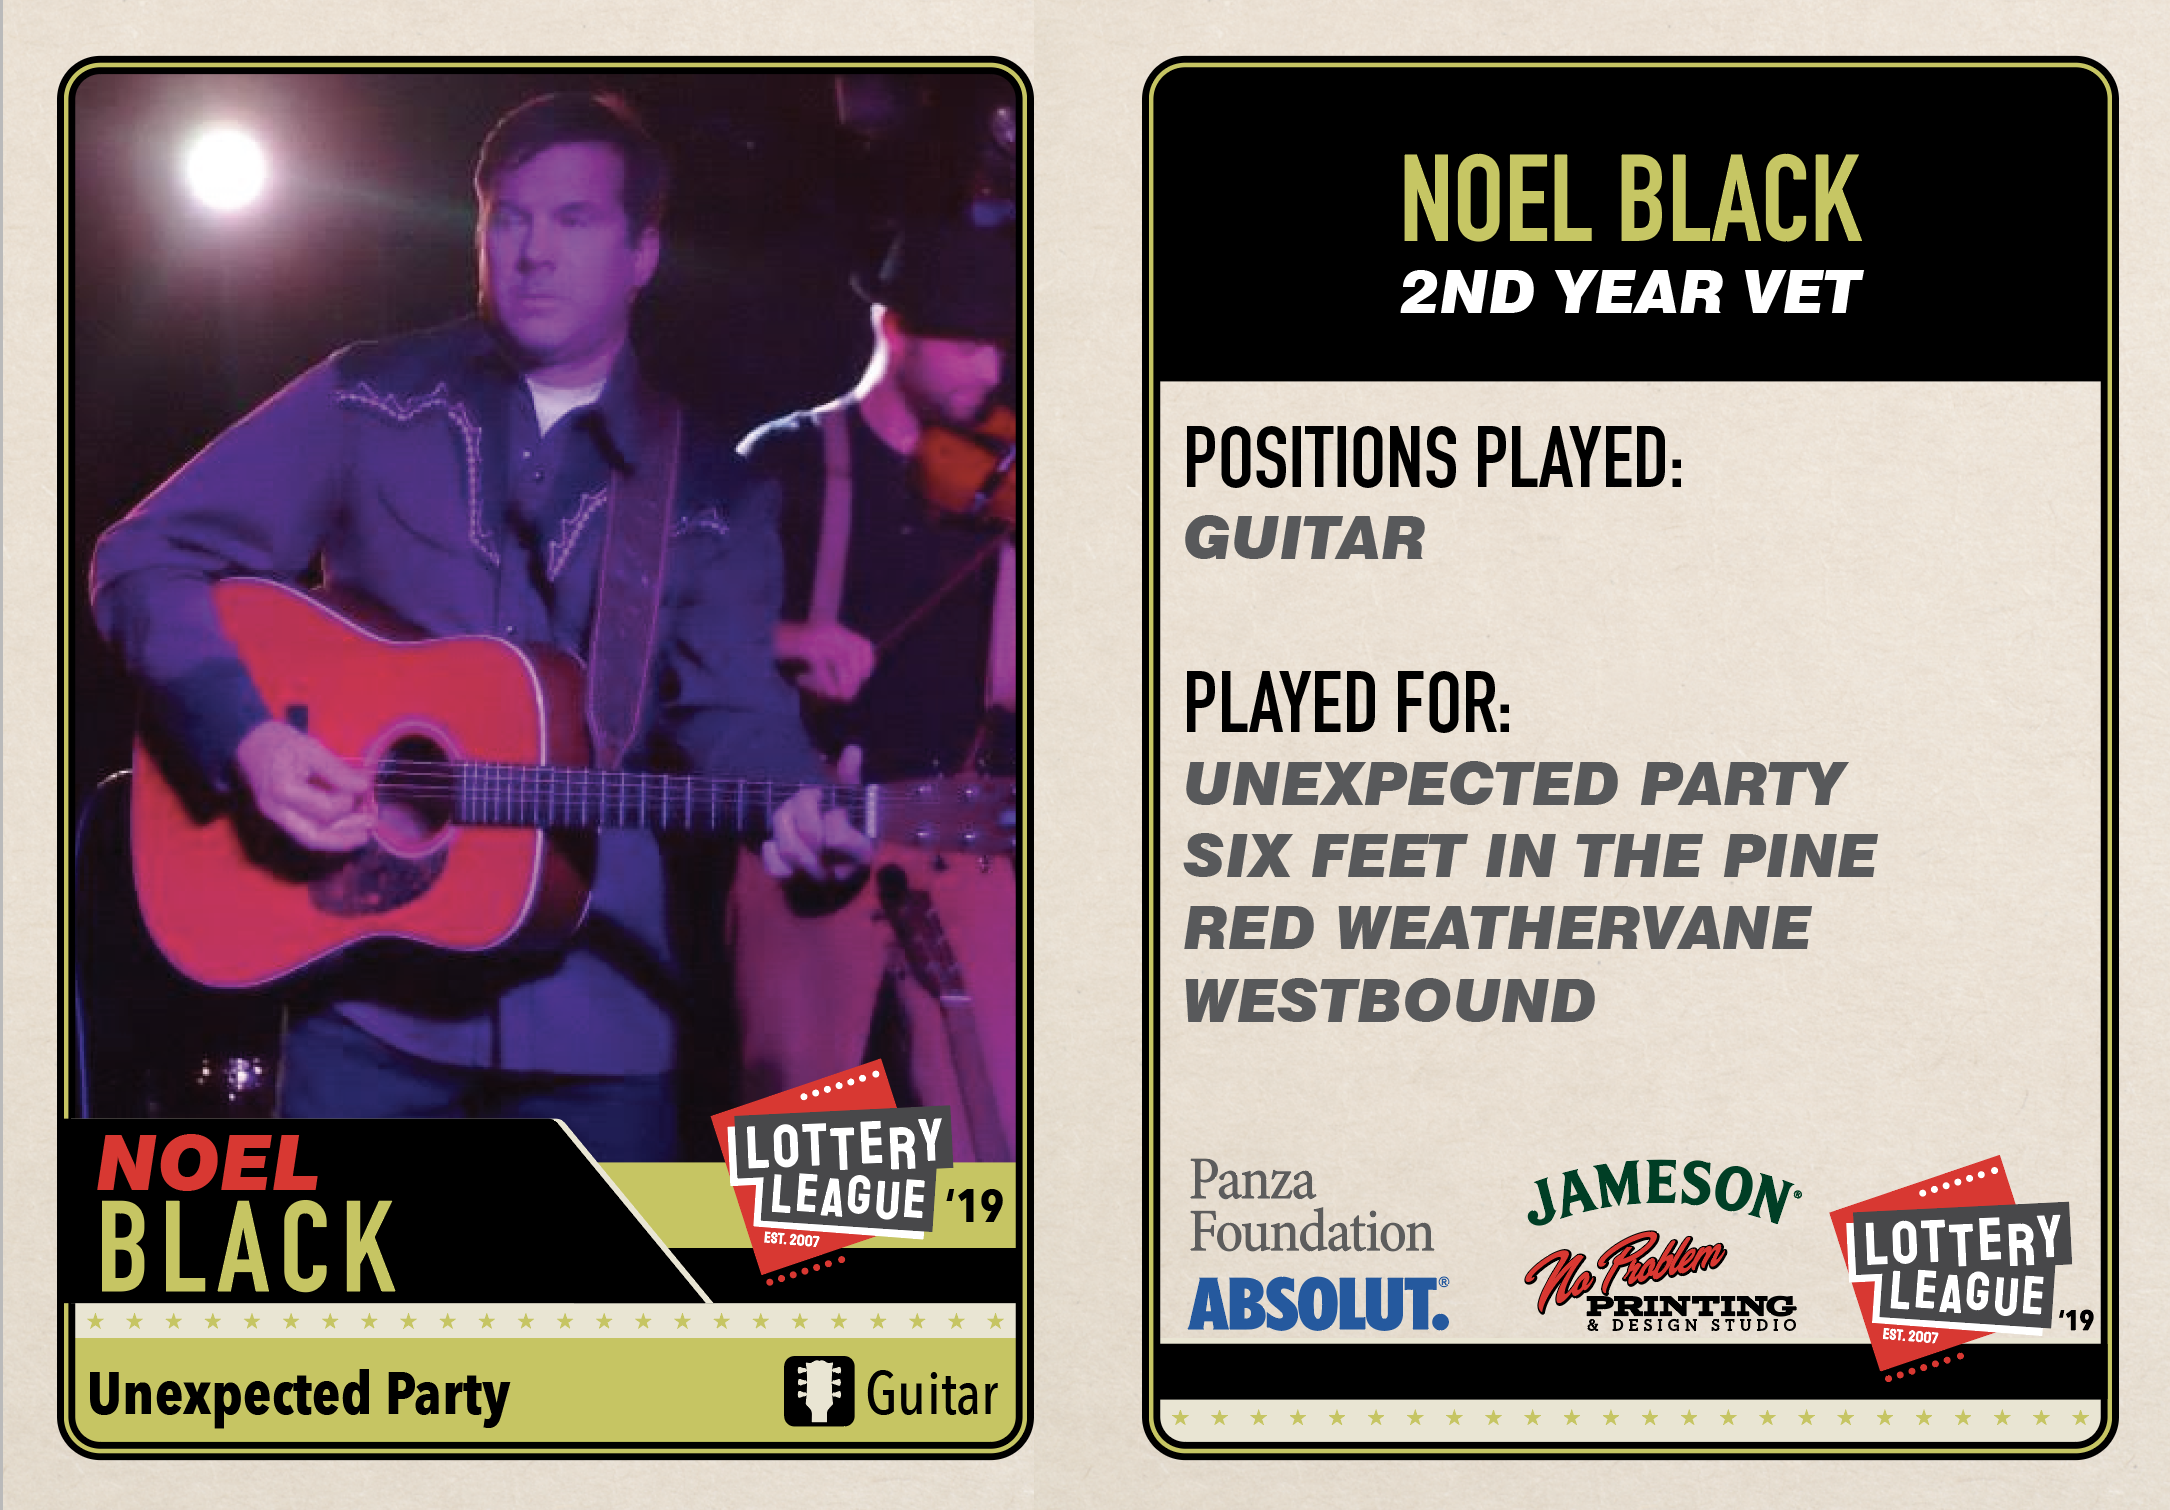 NOEL
BLACK
LOTTERY
LEAGUE
'19
EST. 2007
Unexpected Party
Guitar
NOEL BLACK
2ND YEAR VET
POSITIONS PLAYED:
GUITAR
PLAYED FOR:
UNEXPECTED PARTY
SIX FEET IN THE PINE
RED WEATHERVANE
WESTBOUND
Panza
Foundation
ABSOLUT.®
JAMESON®
No Problem
PRINTING
& DESIGN STUDIO
LOTTERY
LEAGUE
'19
EST. 2007